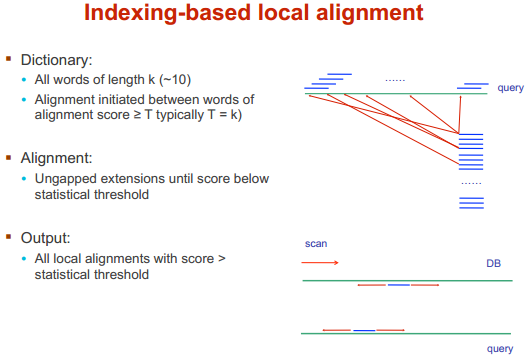 Indexing-based local alignment
Dictionary:
All words of length k (~10)
Alignment initiated between words of
alignment score ≥ T typically T = k)
Alignment:
Ungapped extensions until score below
statistical threshold
Output:
All local alignments with score >
statistical threshold
......
query
......
scan
DB
query